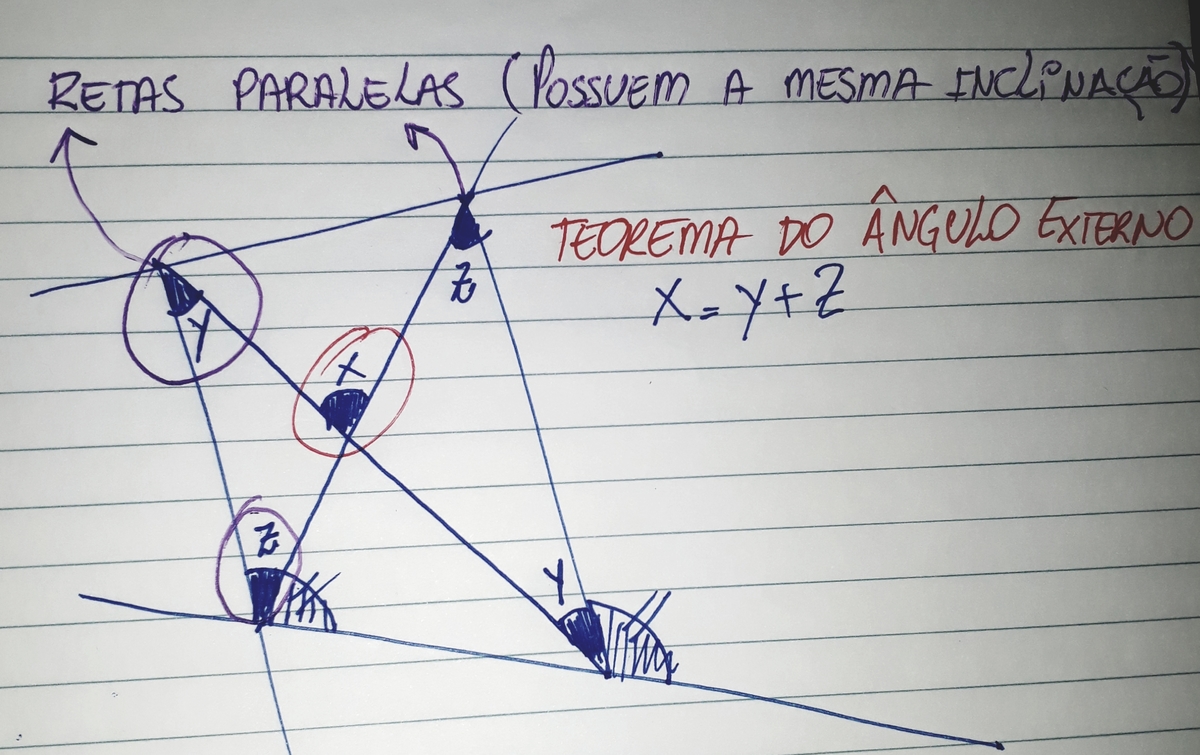 RETAS PARALELAS (POSSUEM A MESMA INCLINAÇÃO)
TEOREMA DO ÂNGULO EXTERNO
X = Y + Z
Z
Y
X
Z
Y